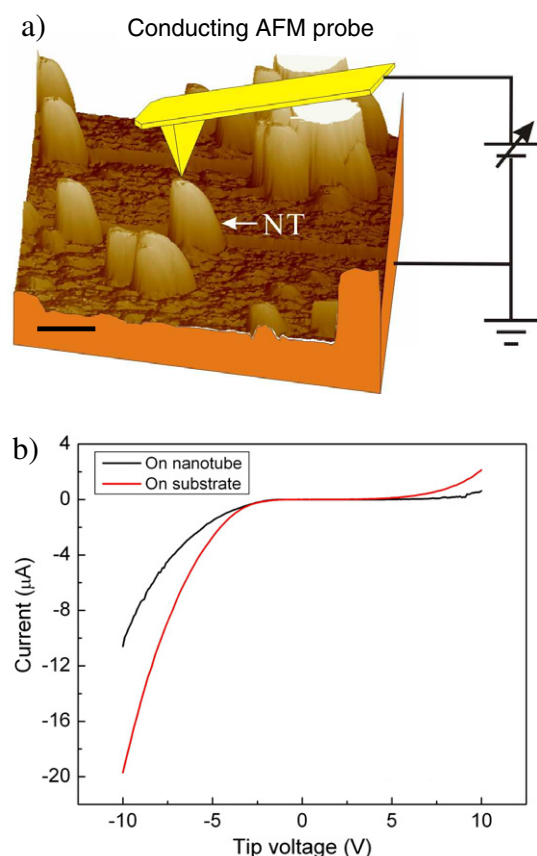 a)
Conducting AFM probe
NT
b)
On nanotube
On substrate
4
0
-4
-8
-12
-16
-20
Current (μA)
-10 -5 0 5 10
Tip voltage (V)